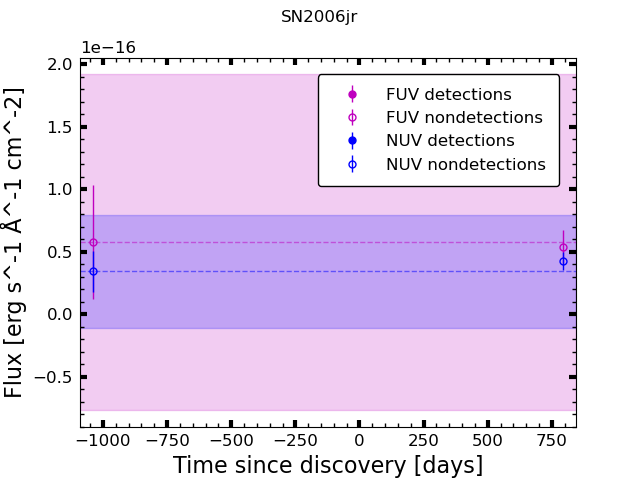 SN2006jr
1e−16
2.0
1.5
1.0
0.5
0.0
−0.5
Flux [erg s^-1 Å^-1 cm^-2]
FUV detections
FUV nondetections
NUV detections
NUV nondetections
−1000 −750 −500 −250 0 250 500 750
Time since discovery [days]